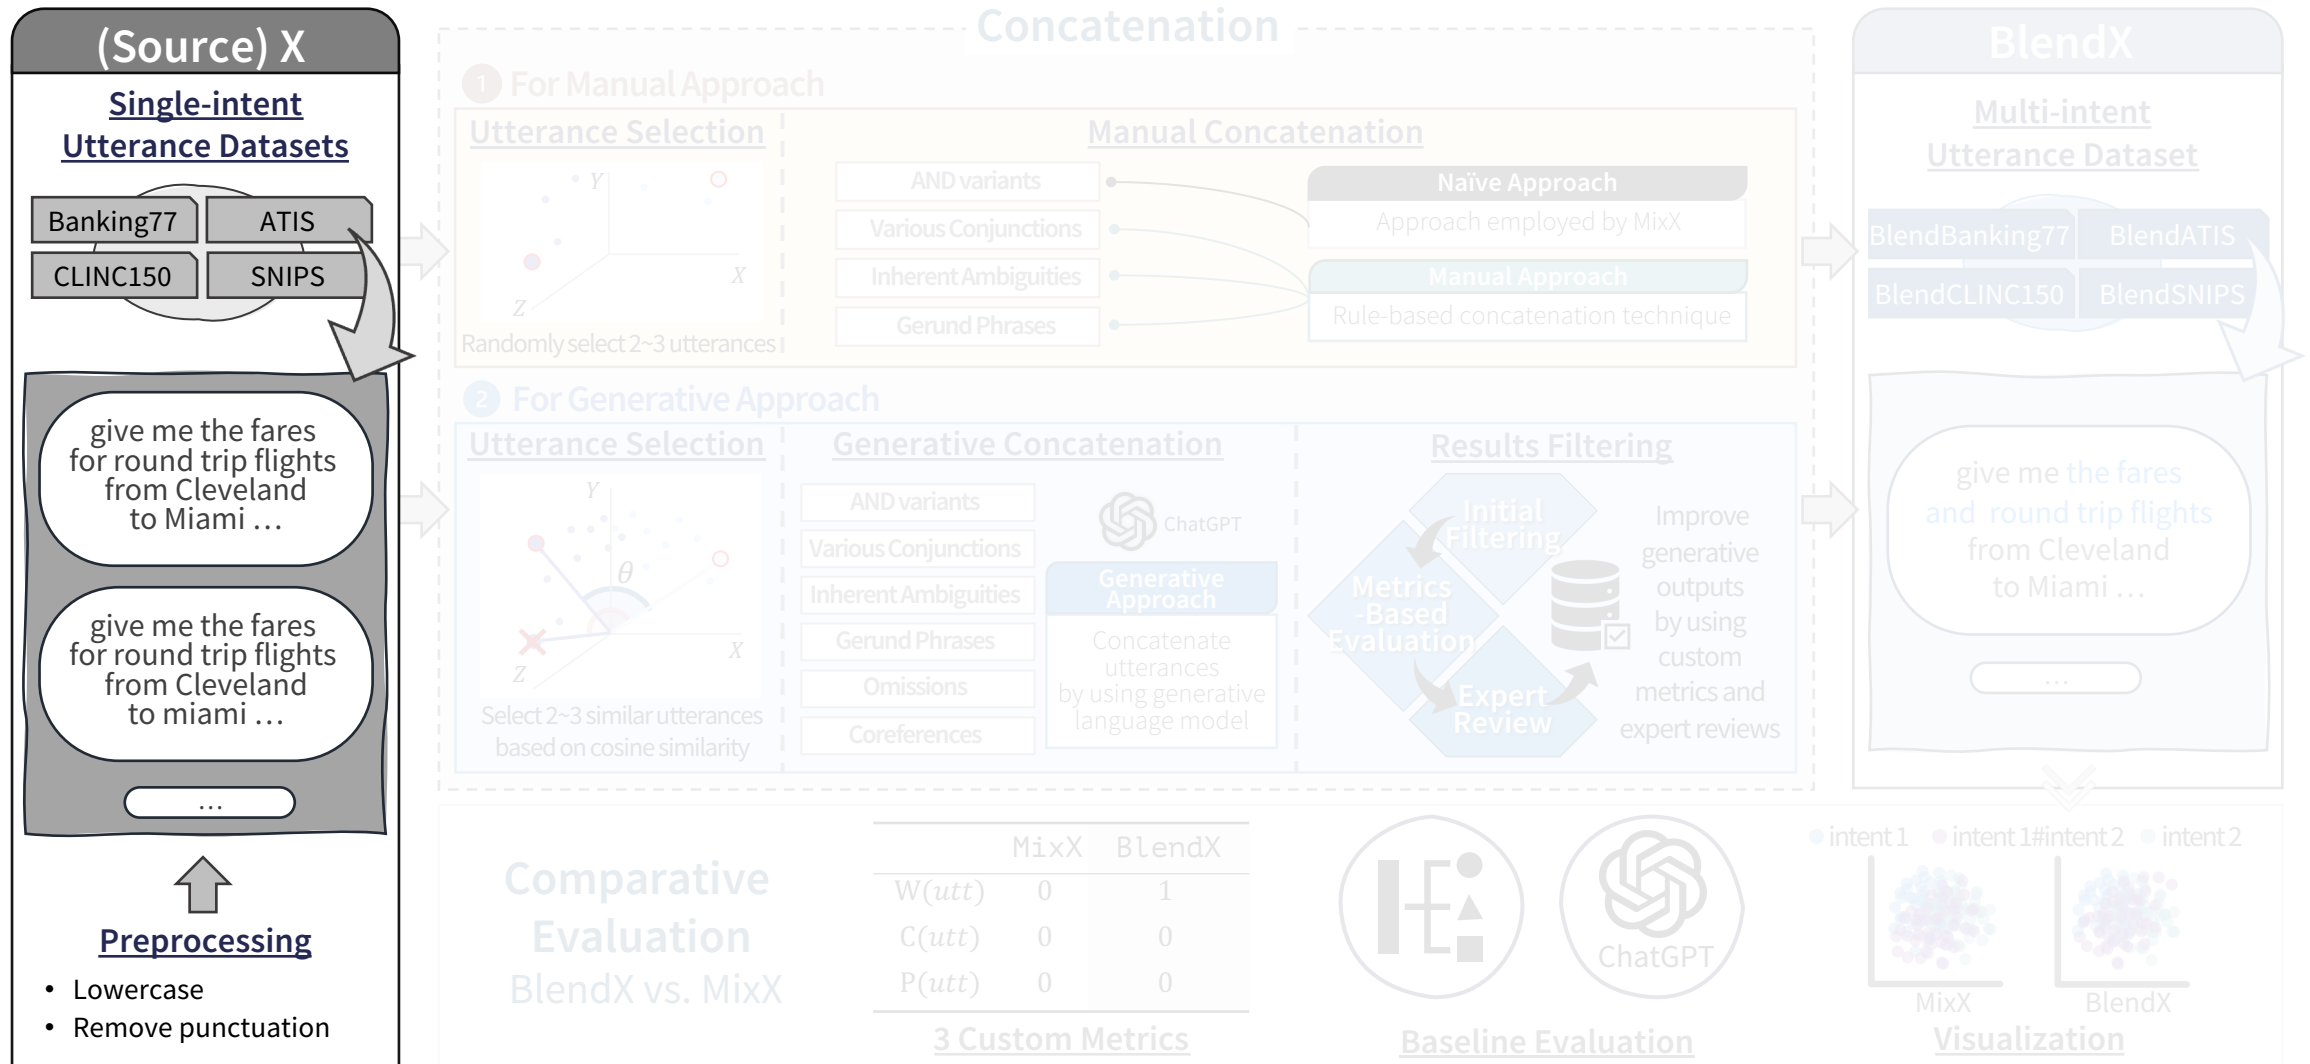 (Source) X
Single-intent
Utterance Datasets
Banking77
ATIS
CLINC150
SNIPS
give me the fares
for round trip flights
from Cleveland
to Miami …
give me the fares
for round trip flights
from Cleveland
to miami …
…
Preprocessing
• Lowercase
• Remove punctuation
Concatenation
1 For Manual Approach
Utterance Selection
Y
X
Z
Randomly select 2~3 utterances
Manual Concatenation
AND variants
Various Conjunctions
Inherent Ambiguities
Gerund Phrases
Naïve Approach
Approach employed by MixX
Manual Approach
Rule-based concatenation technique
2 For Generative Approach
Utterance Selection
Y
θ
X
Z
Select 2~3 similar utterances
based on cosine similarity
Generative Concatenation
AND variants
Various Conjunctions
Inherent Ambiguities
Gerund Phrases
Omissions
Coreferences
ChatGPT
Generative
Approach
Concatenate
utterances
by using generative
language model
Results Filtering
Initial
Filtering
Metrics
-Based
Evaluation
Expert
Review
Improve
generative
outputs
by using
custom
metrics and
expert reviews
BlendX
Multi-intent
Utterance Dataset
BlendBanking77
BlendATIS
BlendCLINC150
BlendSNIPS
give me the fares
and round trip flights
from Cleveland
to Miami …
…
Comparative
Evaluation
BlendX vs. MixX
MixX BlendX
W(utt) 0 1
C(utt) 0 0
P(utt) 0 0
3 Custom Metrics
ChatGPT
Baseline Evaluation
intent 1 intent 1#intent 2 intent 2
MixX
BlendX
Visualization